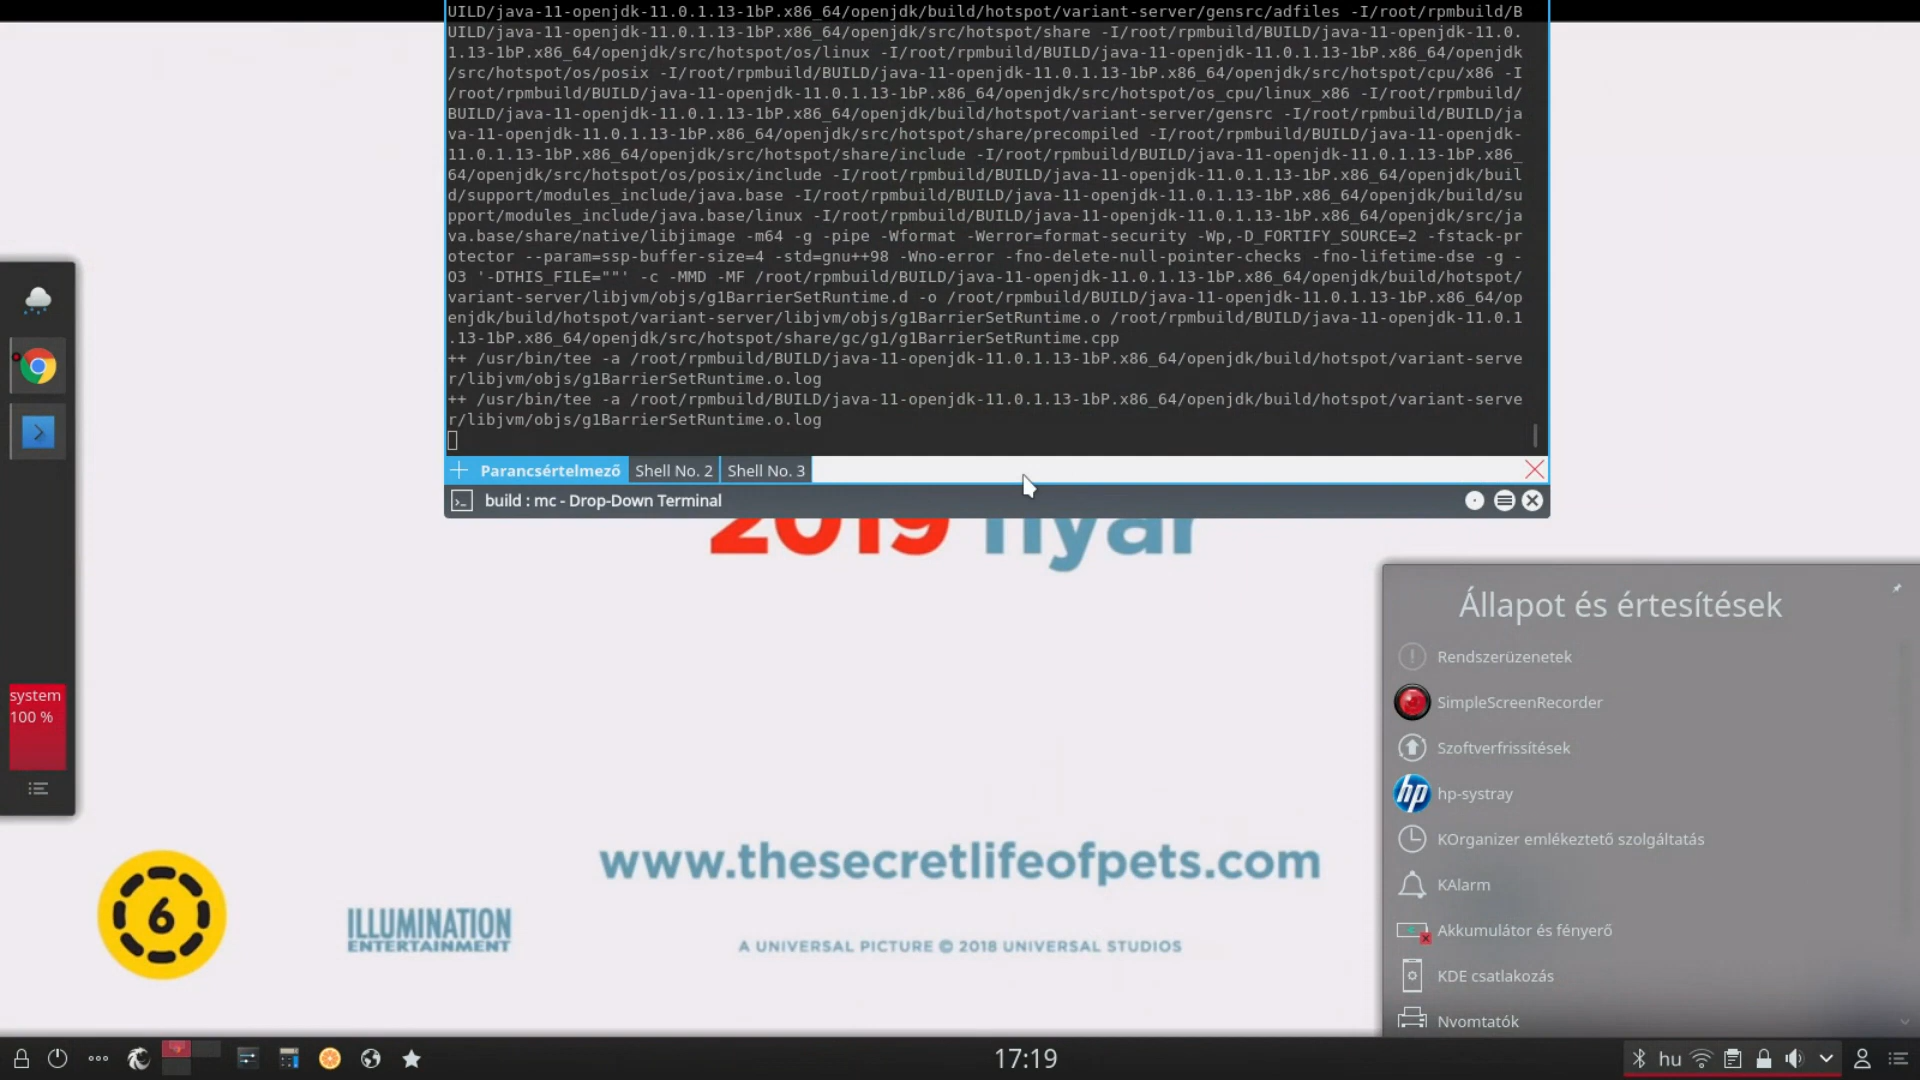 UILD/java-11-openjdk-11.0.1.13-1bP.x86_64/openjdk/build/hotspot/variant-server/gensrc/adfiles -I/root/rpmbuild/B
UILD/java-11-openjdk-11.0.1.13-1bP.x86_64/openjdk/src/hotspot/share -I/root/rpmbuild/BUILD/java-11-openjdk-11.0.
1.13-1bP.x86_64/openjdk/src/hotspot/os/linux -I/root/rpmbuild/BUILD/java-11-openjdk-11.0.1.13-1bP.x86_64/openjdk
/src/hotspot/os/posix -I/root/rpmbuild/BUILD/java-11-openjdk-11.0.1.13-1bP.x86_64/openjdk/src/hotspot/cpu/x86 -I
/root/rpmbuild/BUILD/java-11-openjdk-11.0.1.13-1bP.x86_64/openjdk/src/hotspot/os_cpu/linux_x86 -I/root/rpmbuild/
BUILD/java-11-openjdk-11.0.1.13-1bP.x86_64/openjdk/build/hotspot/variant-server/gensrc -I/root/rpmbuild/BUILD/ja
va-11-openjdk-11.0.1.13-1bP.x86_64/openjdk/src/hotspot/share/precompiled -I/root/rpmbuild/BUILD/java-11-openjdk-
11.0.1.13-1bP.x86_64/openjdk/src/hotspot/share/include -I/root/rpmbuild/BUILD/java-11-openjdk-11.0.1.13-1bP.x86_
64/openjdk/src/hotspot/os/posix/include -I/root/rpmbuild/BUILD/java-11-openjdk-11.0.1.13-1bP.x86_64/openjdk/buil
d/support/modules_include/java.base -I/root/rpmbuild/BUILD/java-11-openjdk-11.0.1.13-1bP.x86_64/openjdk/build/su
pport/modules_include/java.base/linux -I/root/rpmbuild/BUILD/java-11-openjdk-11.0.1.13-1bP.x86_64/openjdk/src/ja
va.base/share/native/libjimage -m64 -g -pipe -Wformat -Werror=format-security -Wp,-D_FORTIFY_SOURCE=2 -fstack-pr
otector --param=ssp-buffer-size=4 -std=gnu++98 -Wno-error -fno-delete-null-pointer-checks -fno-lifetime-dse -g -
O3 '-DTHIS_FILE=""' -c -MMD -MF /root/rpmbuild/BUILD/java-11-openjdk-11.0.1.13-1bP.x86_64/openjdk/build/hotspot/
variant-server/libjvm/objs/g1BarrierSetRuntime.d -o /root/rpmbuild/BUILD/java-11-openjdk-11.0.1.13-1bP.x86_64/op
enjdk/build/hotspot/variant-server/libjvm/objs/g1BarrierSetRuntime.o /root/rpmbuild/BUILD/java-11-openjdk-11.0.1
.13-1bP.x86_64/openjdk/src/hotspot/share/gc/g1/g1BarrierSetRuntime.cpp
++ /usr/bin/tee -a /root/rpmbuild/BUILD/java-11-openjdk-11.0.1.13-1bP.x86_64/openjdk/build/hotspot/variant-serve
r/libjvm/objs/g1BarrierSetRuntime.o.log
++ /usr/bin/tee -a /root/rpmbuild/BUILD/java-11-openjdk-11.0.1.13-1bP.x86_64/openjdk/build/hotspot/variant-serve
r/libjvm/objs/g1BarrierSetRuntime.o.log
Parancsértelmező Shell No. 2 Shell No. 3
build : mc - Drop-Down Terminal
2019 nyár
system
100 %
Állapot és értesítések
Rendszerüzenetek
SimpleScreenRecorder
Szoftverfrissítések
hp hp-systray
KOrganizer emlékeztető szolgáltatás
KAlarm
Akkumulátor és fényerő
KDE csatlakozás
Nyomtatók
www.thesecretlifeofpets.com
6
ILLUMINATION
ENTERTAINMENT
A UNIVERSAL PICTURE © 2018 UNIVERSAL STUDIOS
17:19
hu